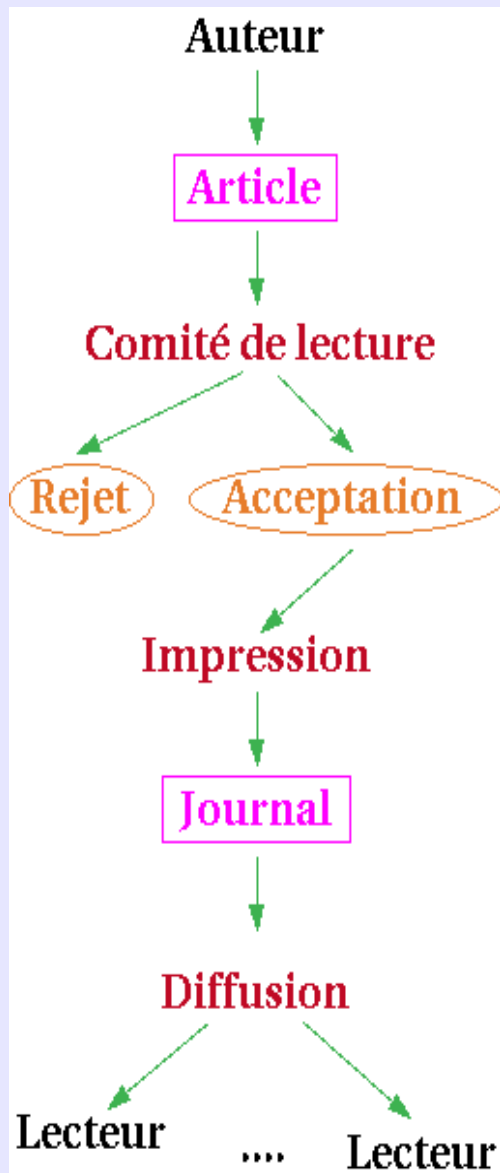 Auteur
Article
Comité de lecture
Rejet Acceptation
Impression
Journal
Diffusion
Lecteur .... Lecteur